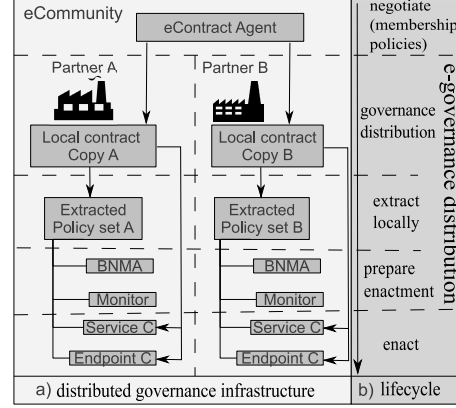 eCommunity
eContract Agent
negotiate
(membership
policies)
Partner A
Partner B
governance
distribution
Local contract
Copy A
Local contract
Copy B
e-governance distribution
extract
locally
Extracted
Policy set A
Extracted
Policy set B
BNMA
BNMA
prepare
enactment
Monitor
Monitor
Service C
Service C
enact
Endpoint C
Endpoint C
a) distributed governance infrastructure
b) lifecycle